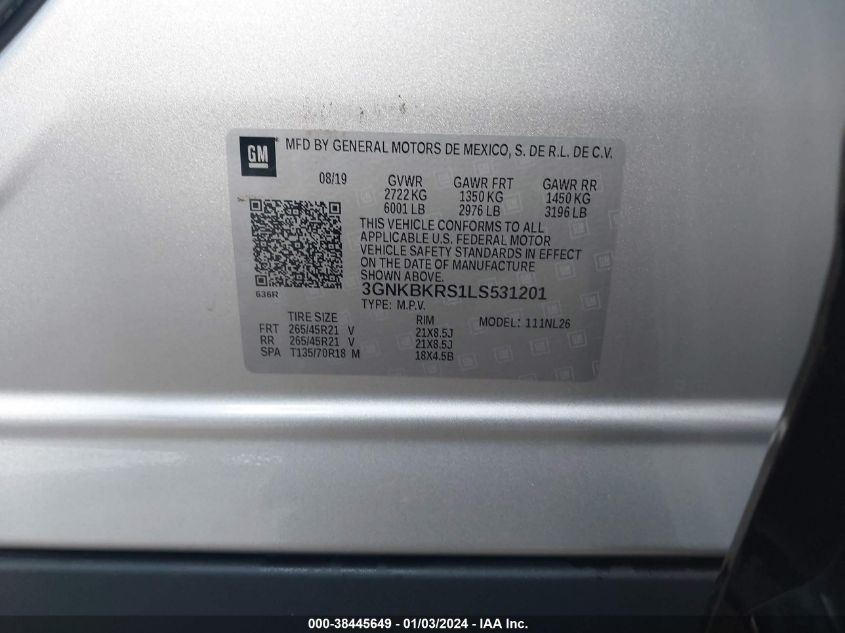 GM
MFD BY GENERAL MOTORS DE MEXICO, S. DE R.L. DE C.V.
08/19 GVWR GAWR FRT GAWR RR
2722 KG 1350 KG 1450 KG
6001 LB 2976 LB 3196 LB
THIS VEHICLE CONFORMS TO ALL
APPLICABLE U.S. FEDERAL MOTOR
VEHICLE SAFETY STANDARDS IN EFFECT
ON THE DATE OF MANUFACTURE
SHOWN ABOVE.
636R
3GNKBKRS1LS531201
TYPE: M.P.V.
TIRE SIZE RIM MODEL: 111NL26
FRT 265/45R21 V 21X8.5J
RR 265/45R21 V 21X8.5J
SPA T135/70R18 M 18X4.5B
000-38445649 - 01/03/2024 - IAA Inc.